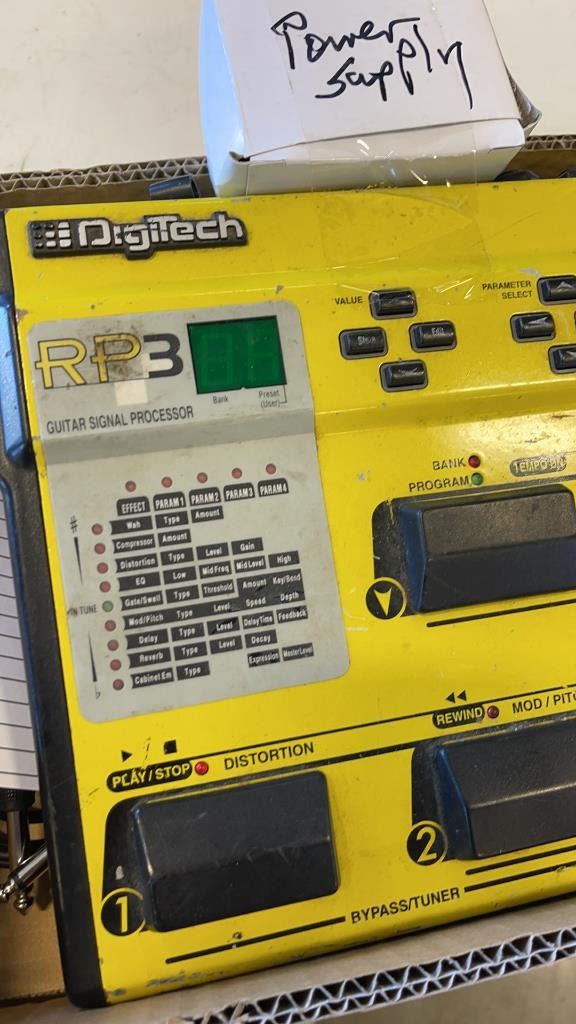 Power
Supply
DigiTech
VALUE
PARAMETER
SELECT
Store
Edit
RP3
Bank
Preset
(User)
GUITAR SIGNAL PROCESSOR
BANK
PROGRAM
EFFECT PARAM 1 PARAM 2 PARAM 3 PARAM 4
Wah Type Amount
Compressor Amount
Distortion Type Level Gain
EQ Low Mid Freq Mid Level High
Gate/Swell Type Threshold Amount Key/Bend
IN TUNE
Mod/Pitch Type Level Speed Depth
Delay Type Level Delay Time Feedback
Reverb Type Level Decay
Cabinet Em Type Expression Master Level
REWIND MOD / PITC
PLAY / STOP DISTORTION
1
2
BYPASS/TUNER